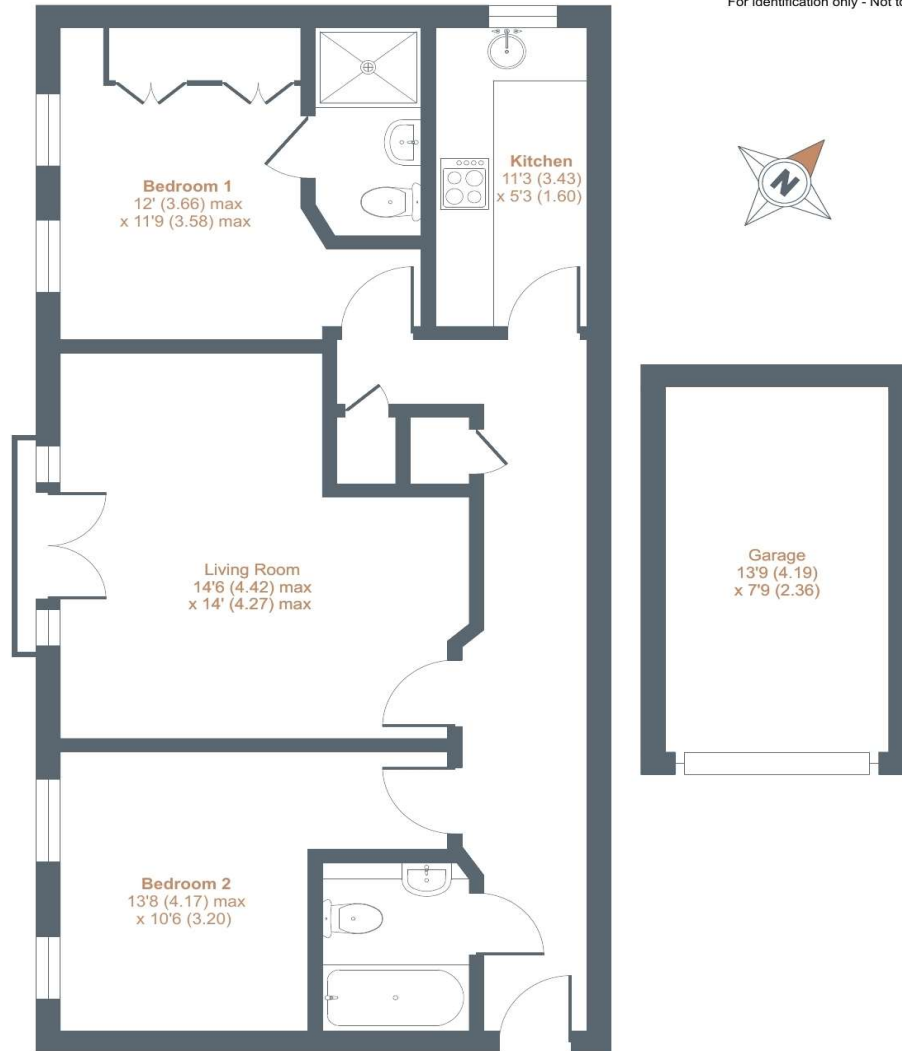 For identification only - Not to
Kitchen
11'3 (3.43)
x 5'3 (1.60)
Bedroom 1
12' (3.66) max
x 11'9 (3.58) max
N
Living Room
14'6 (4.42) max
x 14' (4.27) max
Garage
13'9 (4.19)
x 7'9 (2.36)
Bedroom 2
13'8 (4.17) max
x 10'6 (3.20)